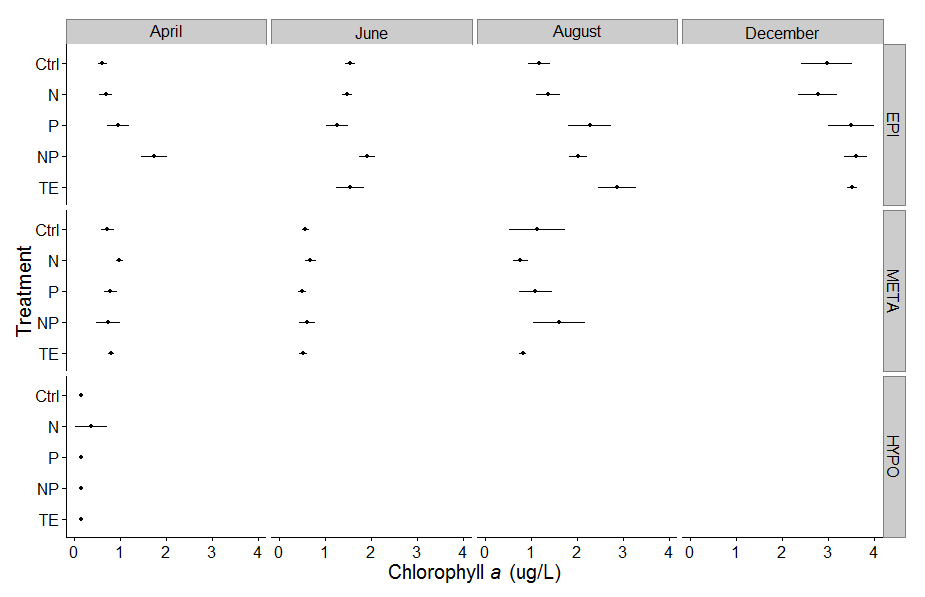 April June August December
Ctrl
N
P
NP
TE
EPI
Ctrl
N
P
NP
TE
META
Ctrl
N
P
NP
TE
HYPO
Treatment
0 1 2 3 4 0 1 2 3 4 0 1 2 3 4 0 1 2 3 4
Chlorophyll a (ug/L)